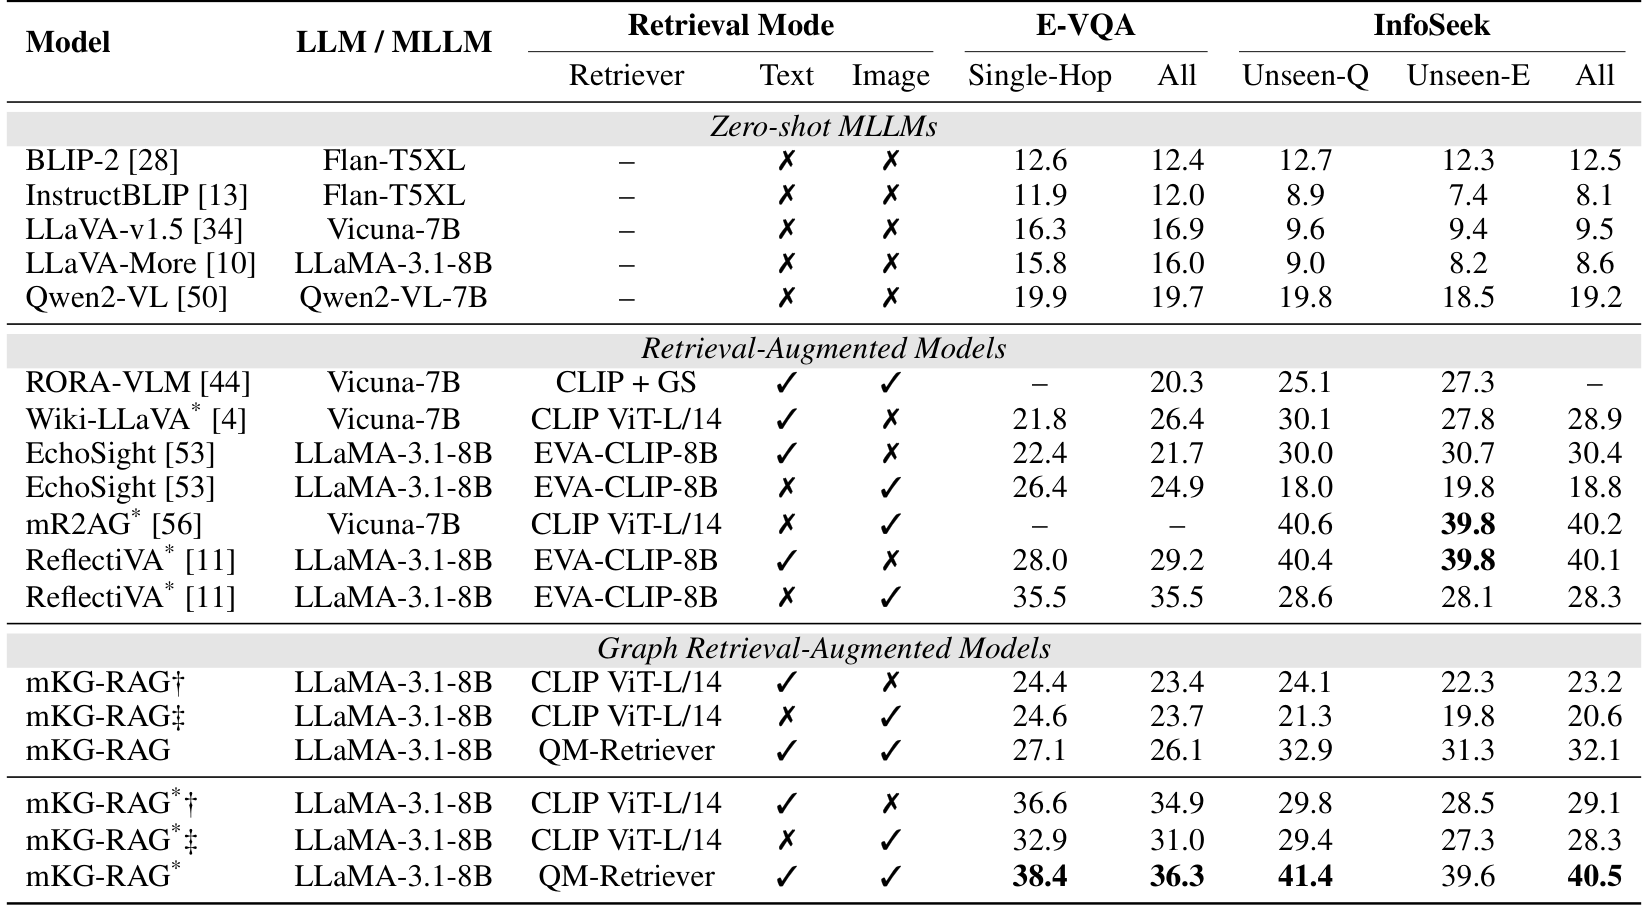 Model LLM / MLLM Retrieval Mode E-VQA InfoSeek
Retriever Text Image Single-Hop All Unseen-Q Unseen-E All
Zero-shot MLLMs
BLIP-2 [28] Flan-T5XL – ✗ ✗ 12.6 12.4 12.7 12.3 12.5
InstructBLIP [13] Flan-T5XL – ✗ ✗ 11.9 12.0 8.9 7.4 8.1
LLaVA-v1.5 [34] Vicuna-7B – ✗ ✗ 16.3 16.9 9.6 9.4 9.5
LLaVA-More [10] LLaMA-3.1-8B – ✗ ✗ 15.8 16.0 9.0 8.2 8.6
Qwen2-VL [50] Qwen2-VL-7B – ✗ ✗ 19.9 19.7 19.8 18.5 19.2
Retrieval-Augmented Models
RORA-VLM [44] Vicuna-7B CLIP + GS ✓ ✓ – 20.3 25.1 27.3 –
Wiki-LLaVA* [4] Vicuna-7B CLIP ViT-L/14 ✓ ✗ 21.8 26.4 30.1 27.8 28.9
EchoSight [53] LLaMA-3.1-8B EVA-CLIP-8B ✓ ✗ 22.4 21.7 30.0 30.7 30.4
EchoSight [53] LLaMA-3.1-8B EVA-CLIP-8B ✗ ✓ 26.4 24.9 18.0 19.8 18.8
mR2AG* [56] Vicuna-7B CLIP ViT-L/14 ✗ ✓ – – 40.6 39.8 40.2
ReflectiVA* [11] LLaMA-3.1-8B EVA-CLIP-8B ✓ ✗ 28.0 29.2 40.4 39.8 40.1
ReflectiVA* [11] LLaMA-3.1-8B EVA-CLIP-8B ✗ ✓ 35.5 35.5 28.6 28.1 28.3
Graph Retrieval-Augmented Models
mKG-RAG† LLaMA-3.1-8B CLIP ViT-L/14 ✓ ✗ 24.4 23.4 24.1 22.3 23.2
mKG-RAG‡ LLaMA-3.1-8B CLIP ViT-L/14 ✗ ✓ 24.6 23.7 21.3 19.8 20.6
mKG-RAG LLaMA-3.1-8B QM-Retriever ✓ ✓ 27.1 26.1 32.9 31.3 32.1
mKG-RAG*† LLaMA-3.1-8B CLIP ViT-L/14 ✓ ✗ 36.6 34.9 29.8 28.5 29.1
mKG-RAG*‡ LLaMA-3.1-8B CLIP ViT-L/14 ✗ ✓ 32.9 31.0 29.4 27.3 28.3
mKG-RAG* LLaMA-3.1-8B QM-Retriever ✓ ✓ 38.4 36.3 41.4 39.6 40.5